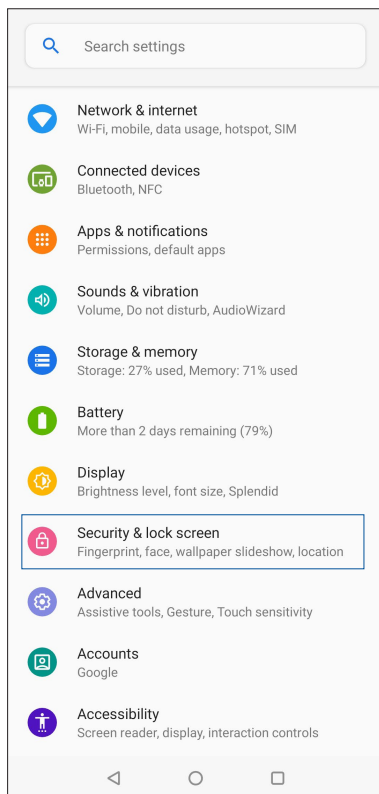 Search settings
Network & internet
Wi-Fi, mobile, data usage, hotspot, SIM
Connected devices
Bluetooth, NFC
Apps & notifications
Permissions, default apps
Sounds & vibration
Volume, Do not disturb, AudioWizard
Storage & memory
Storage: 27% used, Memory: 71% used
Battery
More than 2 days remaining (79%)
Display
Brightness level, font size, Splendid
Security & lock screen
Fingerprint, face, wallpaper slideshow, location
Advanced
Assistive tools, Gesture, Touch sensitivity
Accounts
Google
Accessibility
Screen reader, display, interaction controls